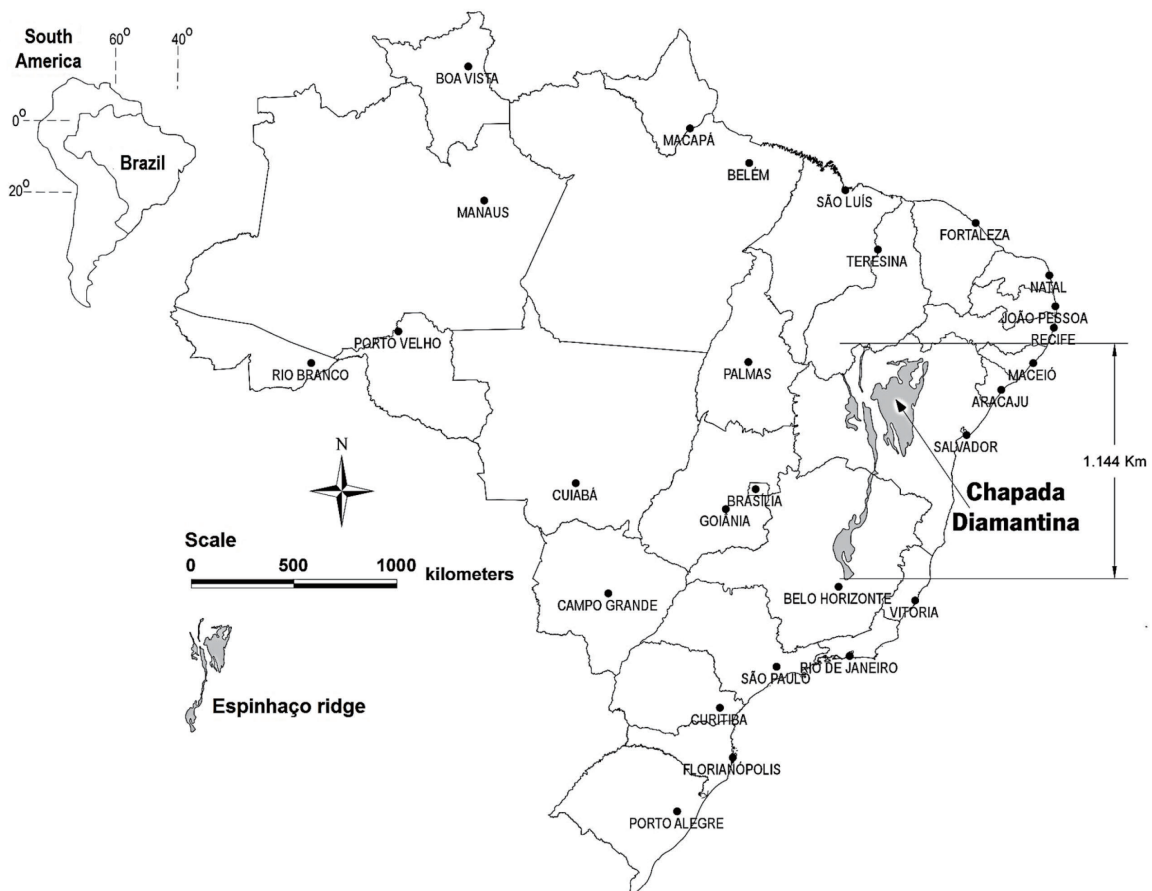 South
America
60°
40°
0°
20°
Brazil
BOA VISTA
MACAPÁ
BELÉM
SÃO LUÍS
MANAUS
FORTALEZA
TERESINA
NATAL
JOÃO PESSOA
RECIFE
PORTO VELHO
RIO BRANCO
PALMAS
MACEIÓ
ARACAJU
SALVADOR
1.144 Km
N
CUIABÁ
BRASÍLIA
GOIÂNIA
Chapada
Diamantina
Scale
0 500 1000
kilometers
CAMPO GRANDE
BELO HORIZONTE
VITÓRIA
Espinhaço ridge
SÃO PAULO
RIO DE JANEIRO
CURITIBA
FLORIANÓPOLIS
PORTO ALEGRE